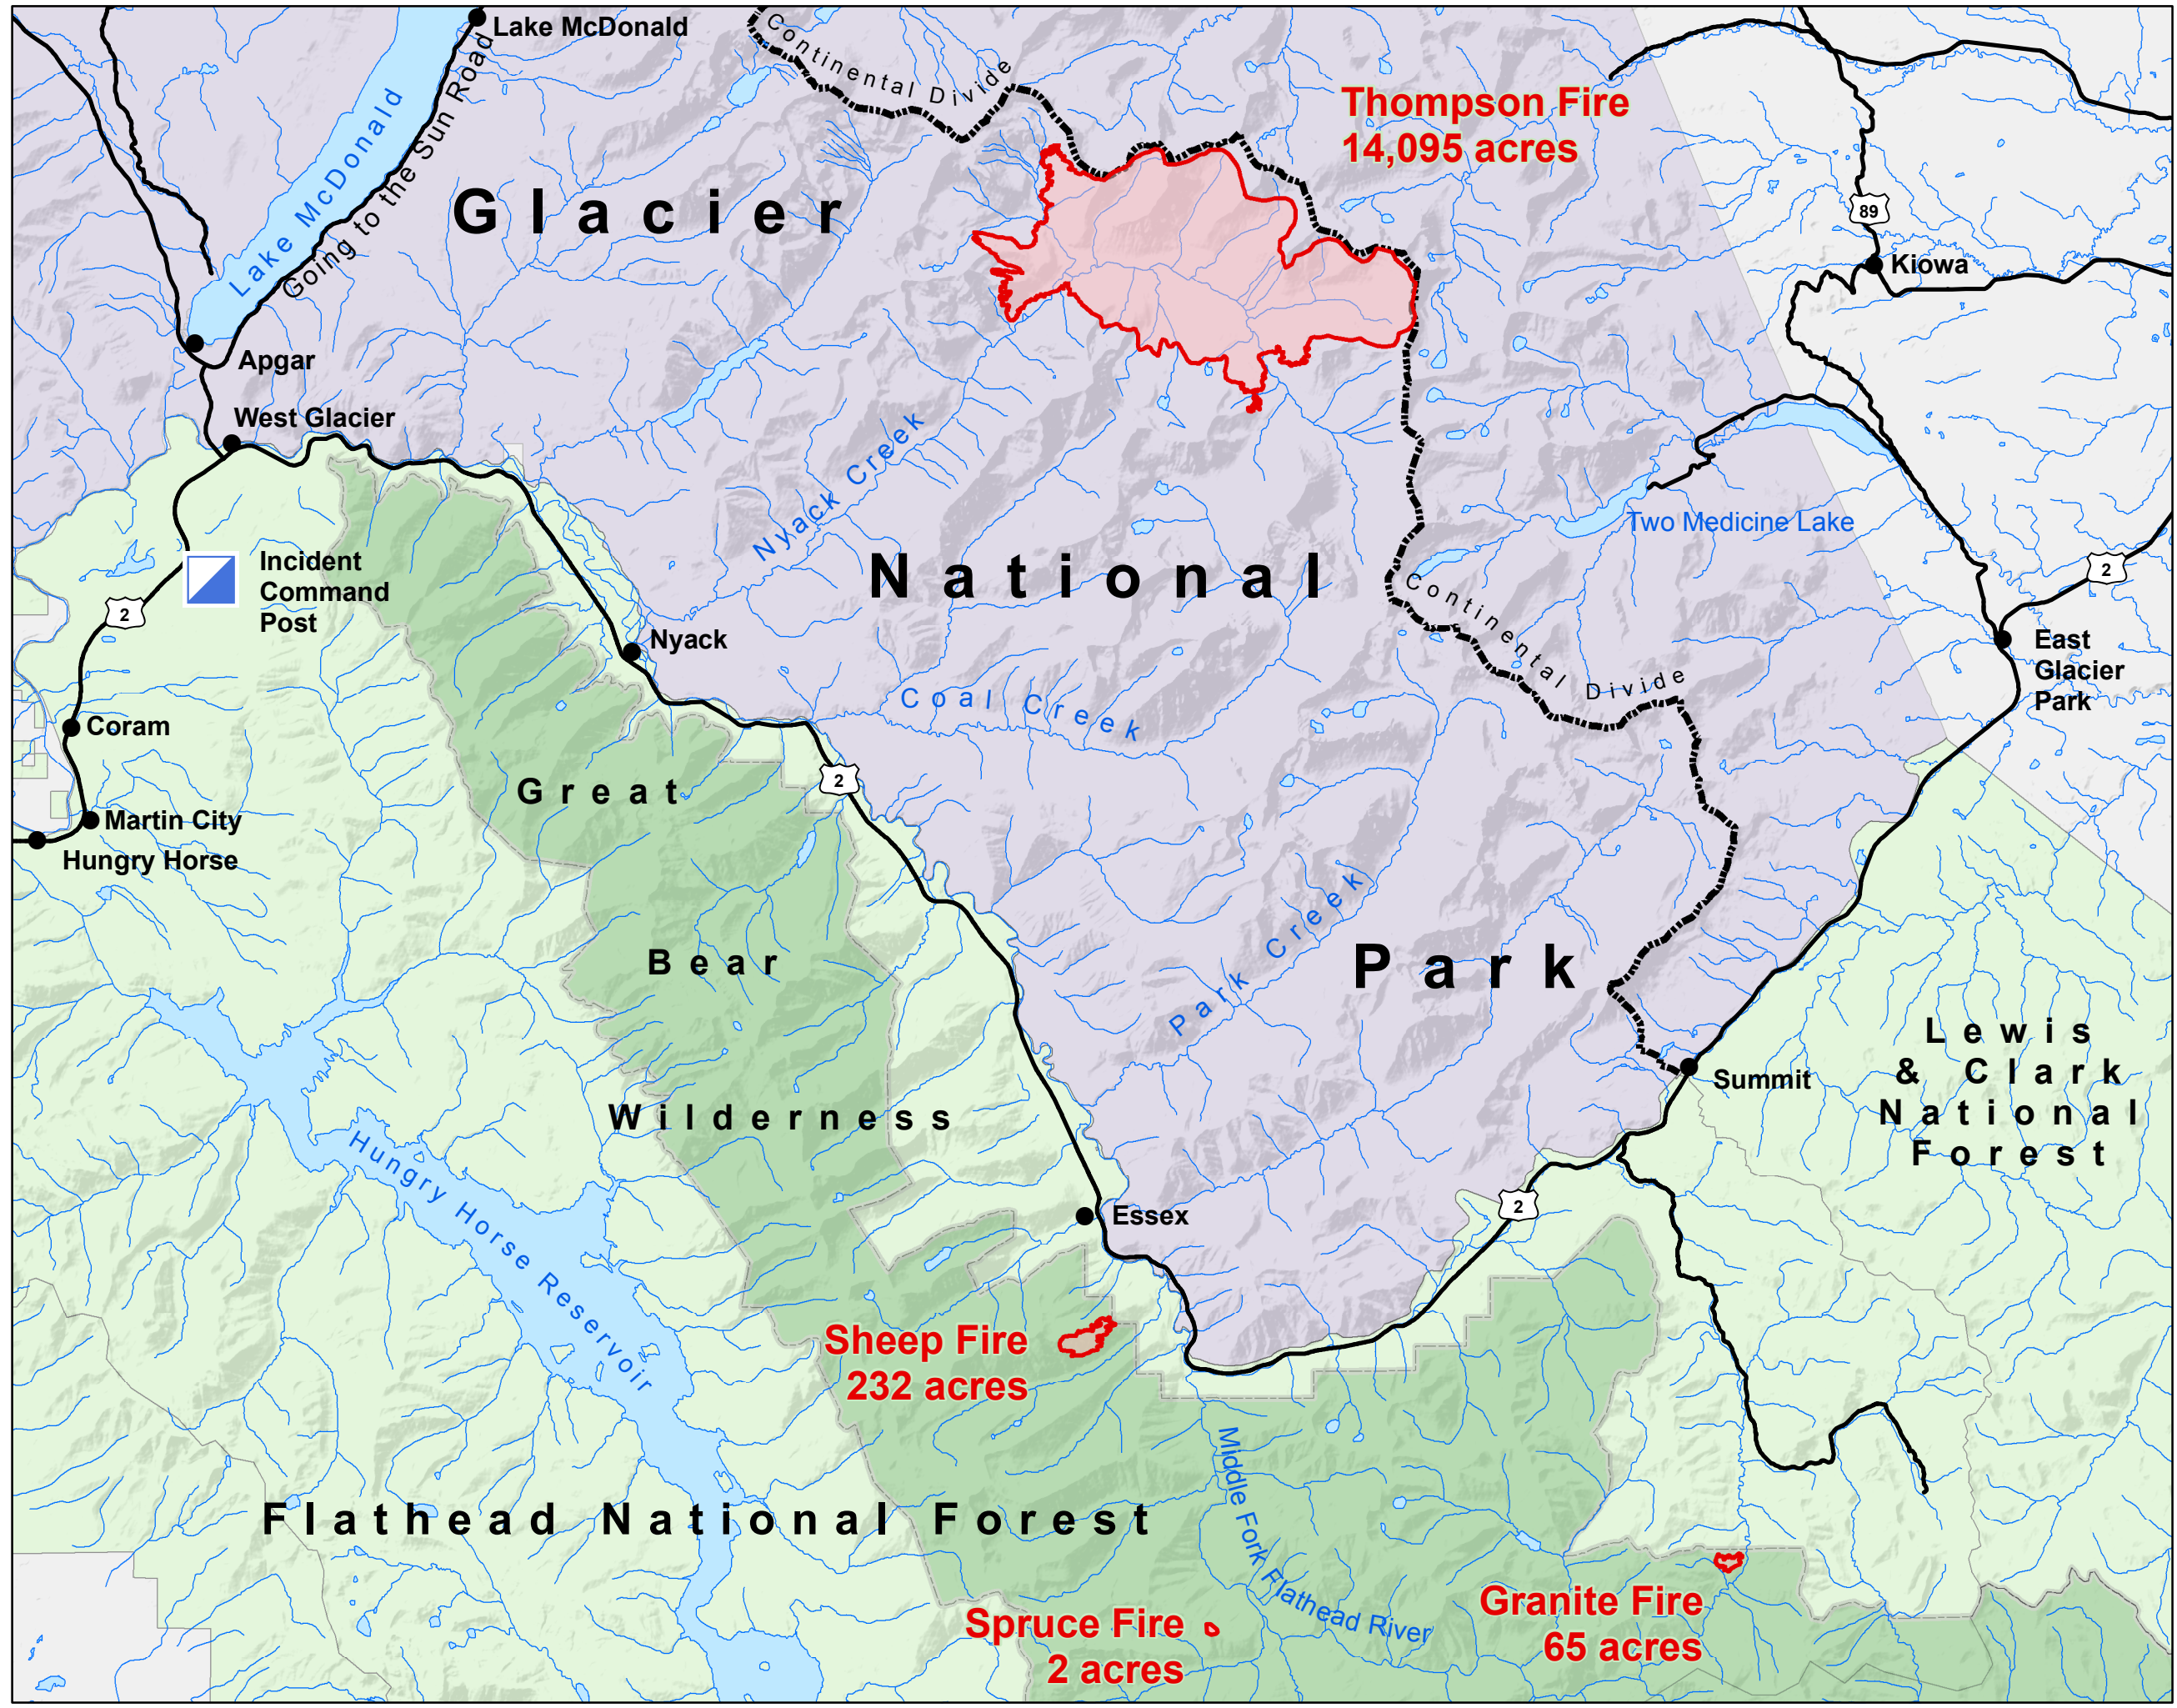 Lake McDonald
Continental Divide
Thompson Fire
14,095 acres
Lake McDonald
Going to the Sun Road
Glacier
89
Kiowa
Apgar
West Glacier
Nyack Creek
Two Medicine Lake
National
Incident
Command
Post
2
2
Continental Divide
Nyack
East
Glacier
Park
Coal Creek
Coram
Great
2
Martin City
Hungry Horse
Park Creek
Bear
Park
Lewis
& Clark
National
Forest
Summit
Wilderness
Hungry Horse Reservoir
Essex
2
Sheep Fire
232 acres
Middle Fork Flathead River
Flathead National Forest
Granite Fire
65 acres
Spruce Fire
2 acres